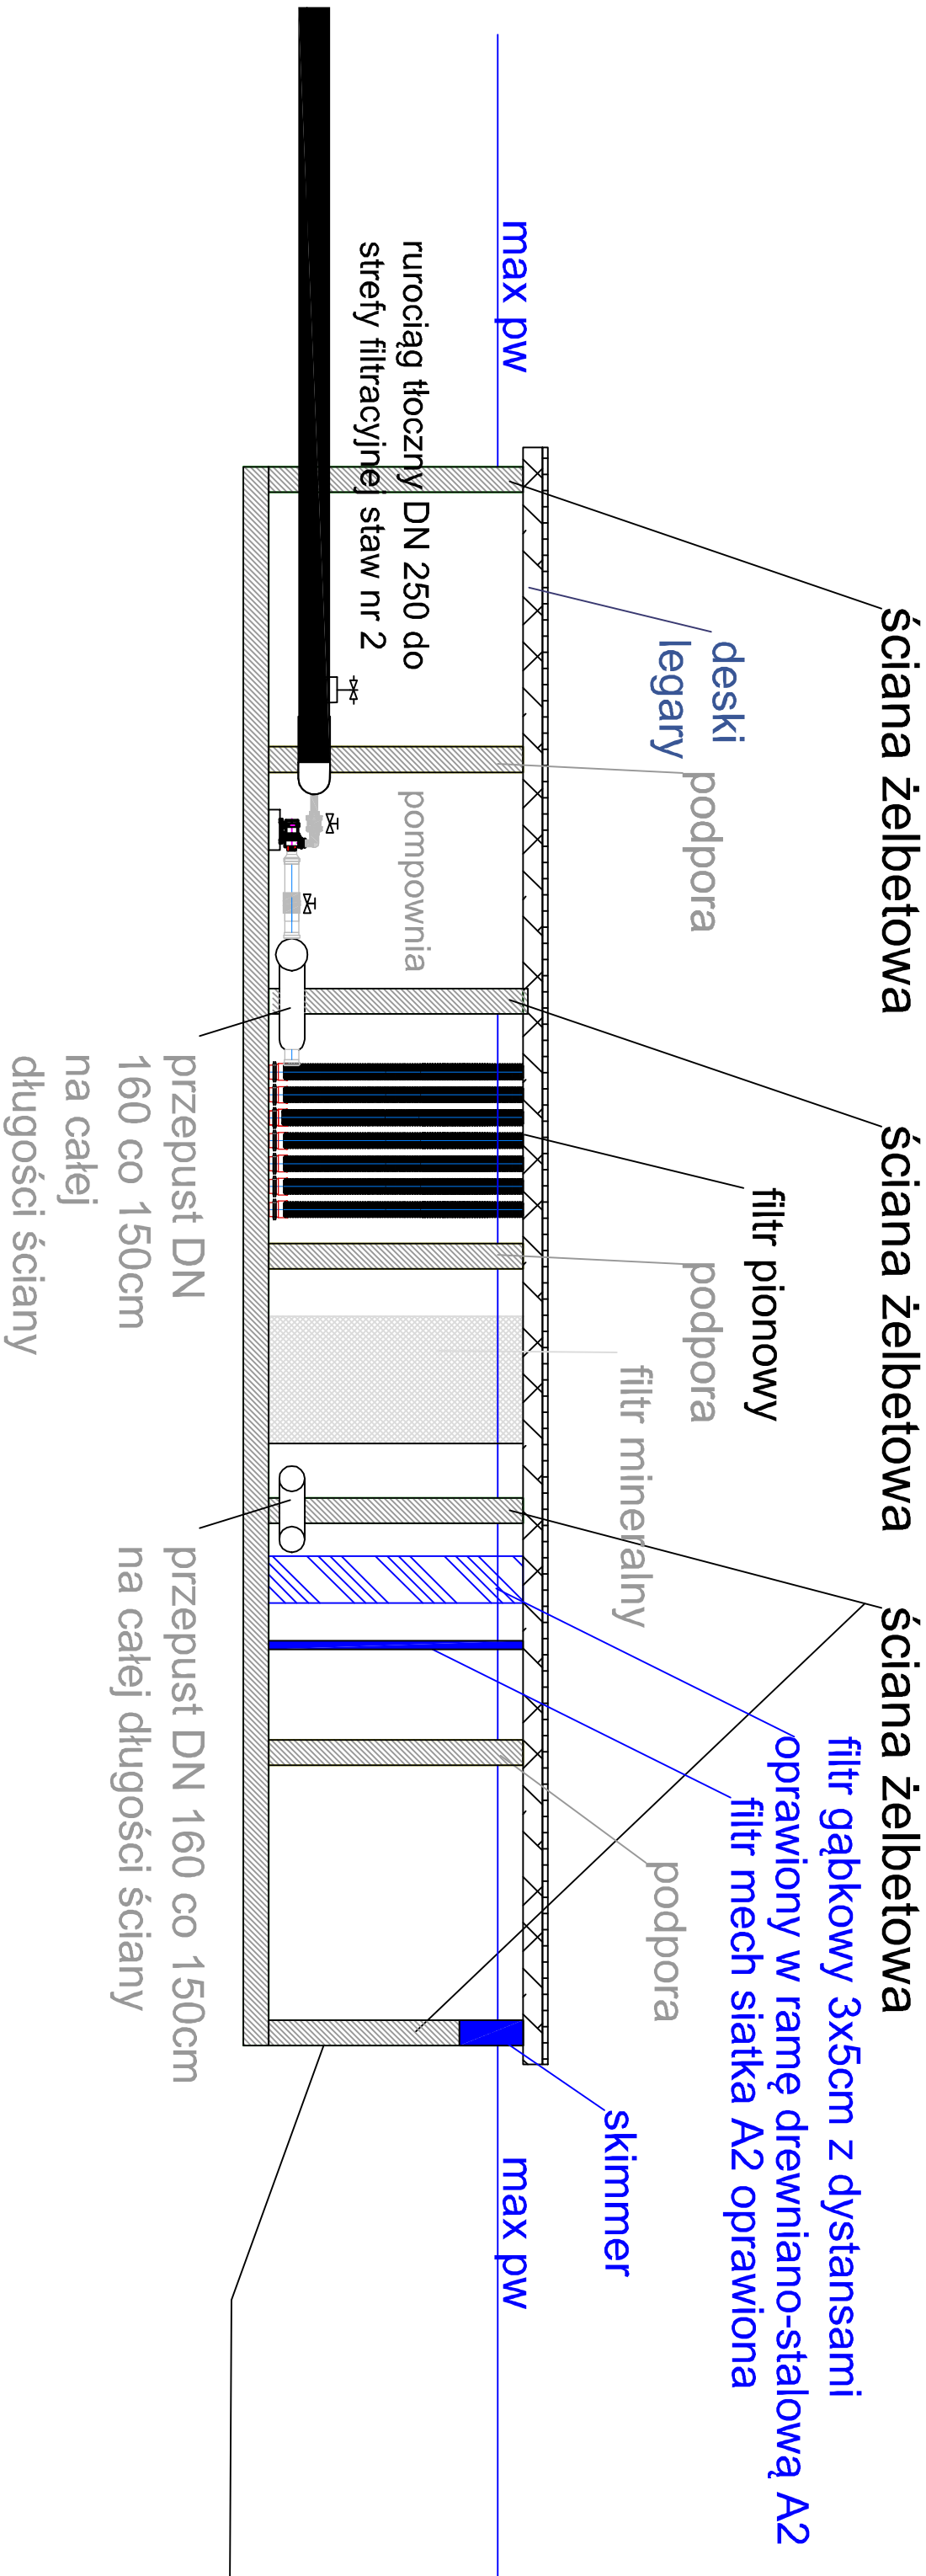 ściana żelbetowa
ściana żelbetowa
ściana żelbetowa
filtr gąbkowy 3x5cm z dystansami
oprawiony w ramę drewniano-stalową A2
filtr mech siatka A2 oprawiona
deski
legary
podpora
filtr pionowy
podpora
filtr mineralny
podpora
skimmer
max pw
max pw
rurociąg tłoczny DN 250 do
strefy filtracyjnej staw nr 2
pompownia
przepust DN
160 co 150cm
na całej
długości ściany
przepust DN 160 co 150cm
na całej długości ściany